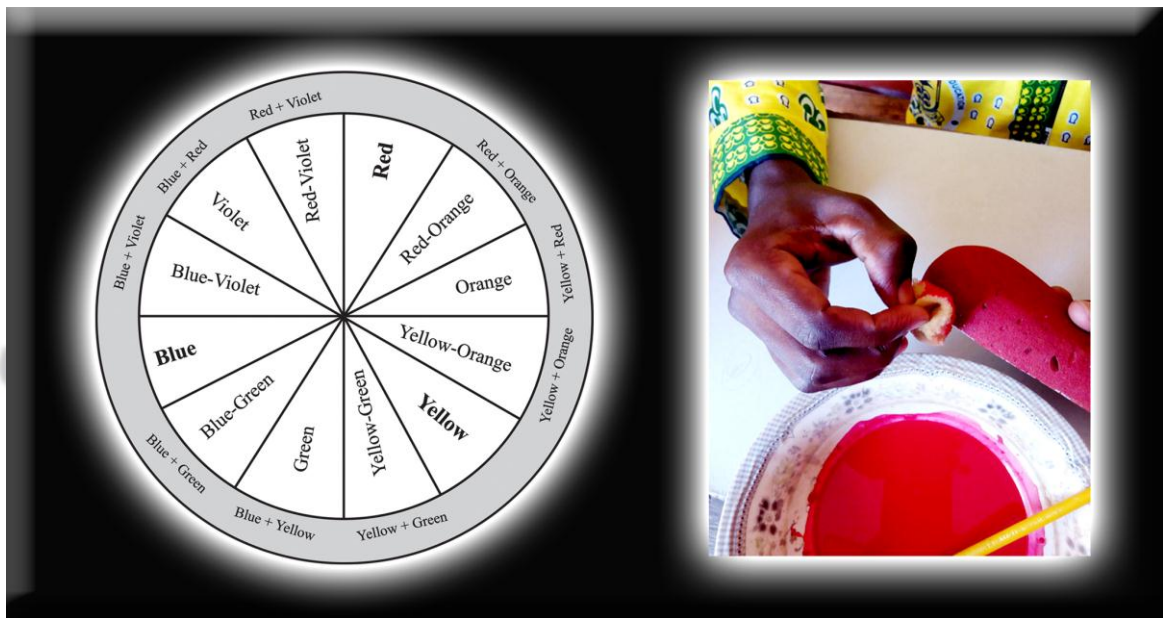 Red + Violet
Red + Orange
Yellow + Red
Yellow + Orange
Yellow + Green
Blue + Yellow
Blue + Green
Blue + Violet
Blue + Red
Red
Red-Orange
Orange
Yellow-Orange
Yellow
Yellow-Green
Green
Blue-Green
Blue
Blue-Violet
Violet
Red-Violet
EDUCATION